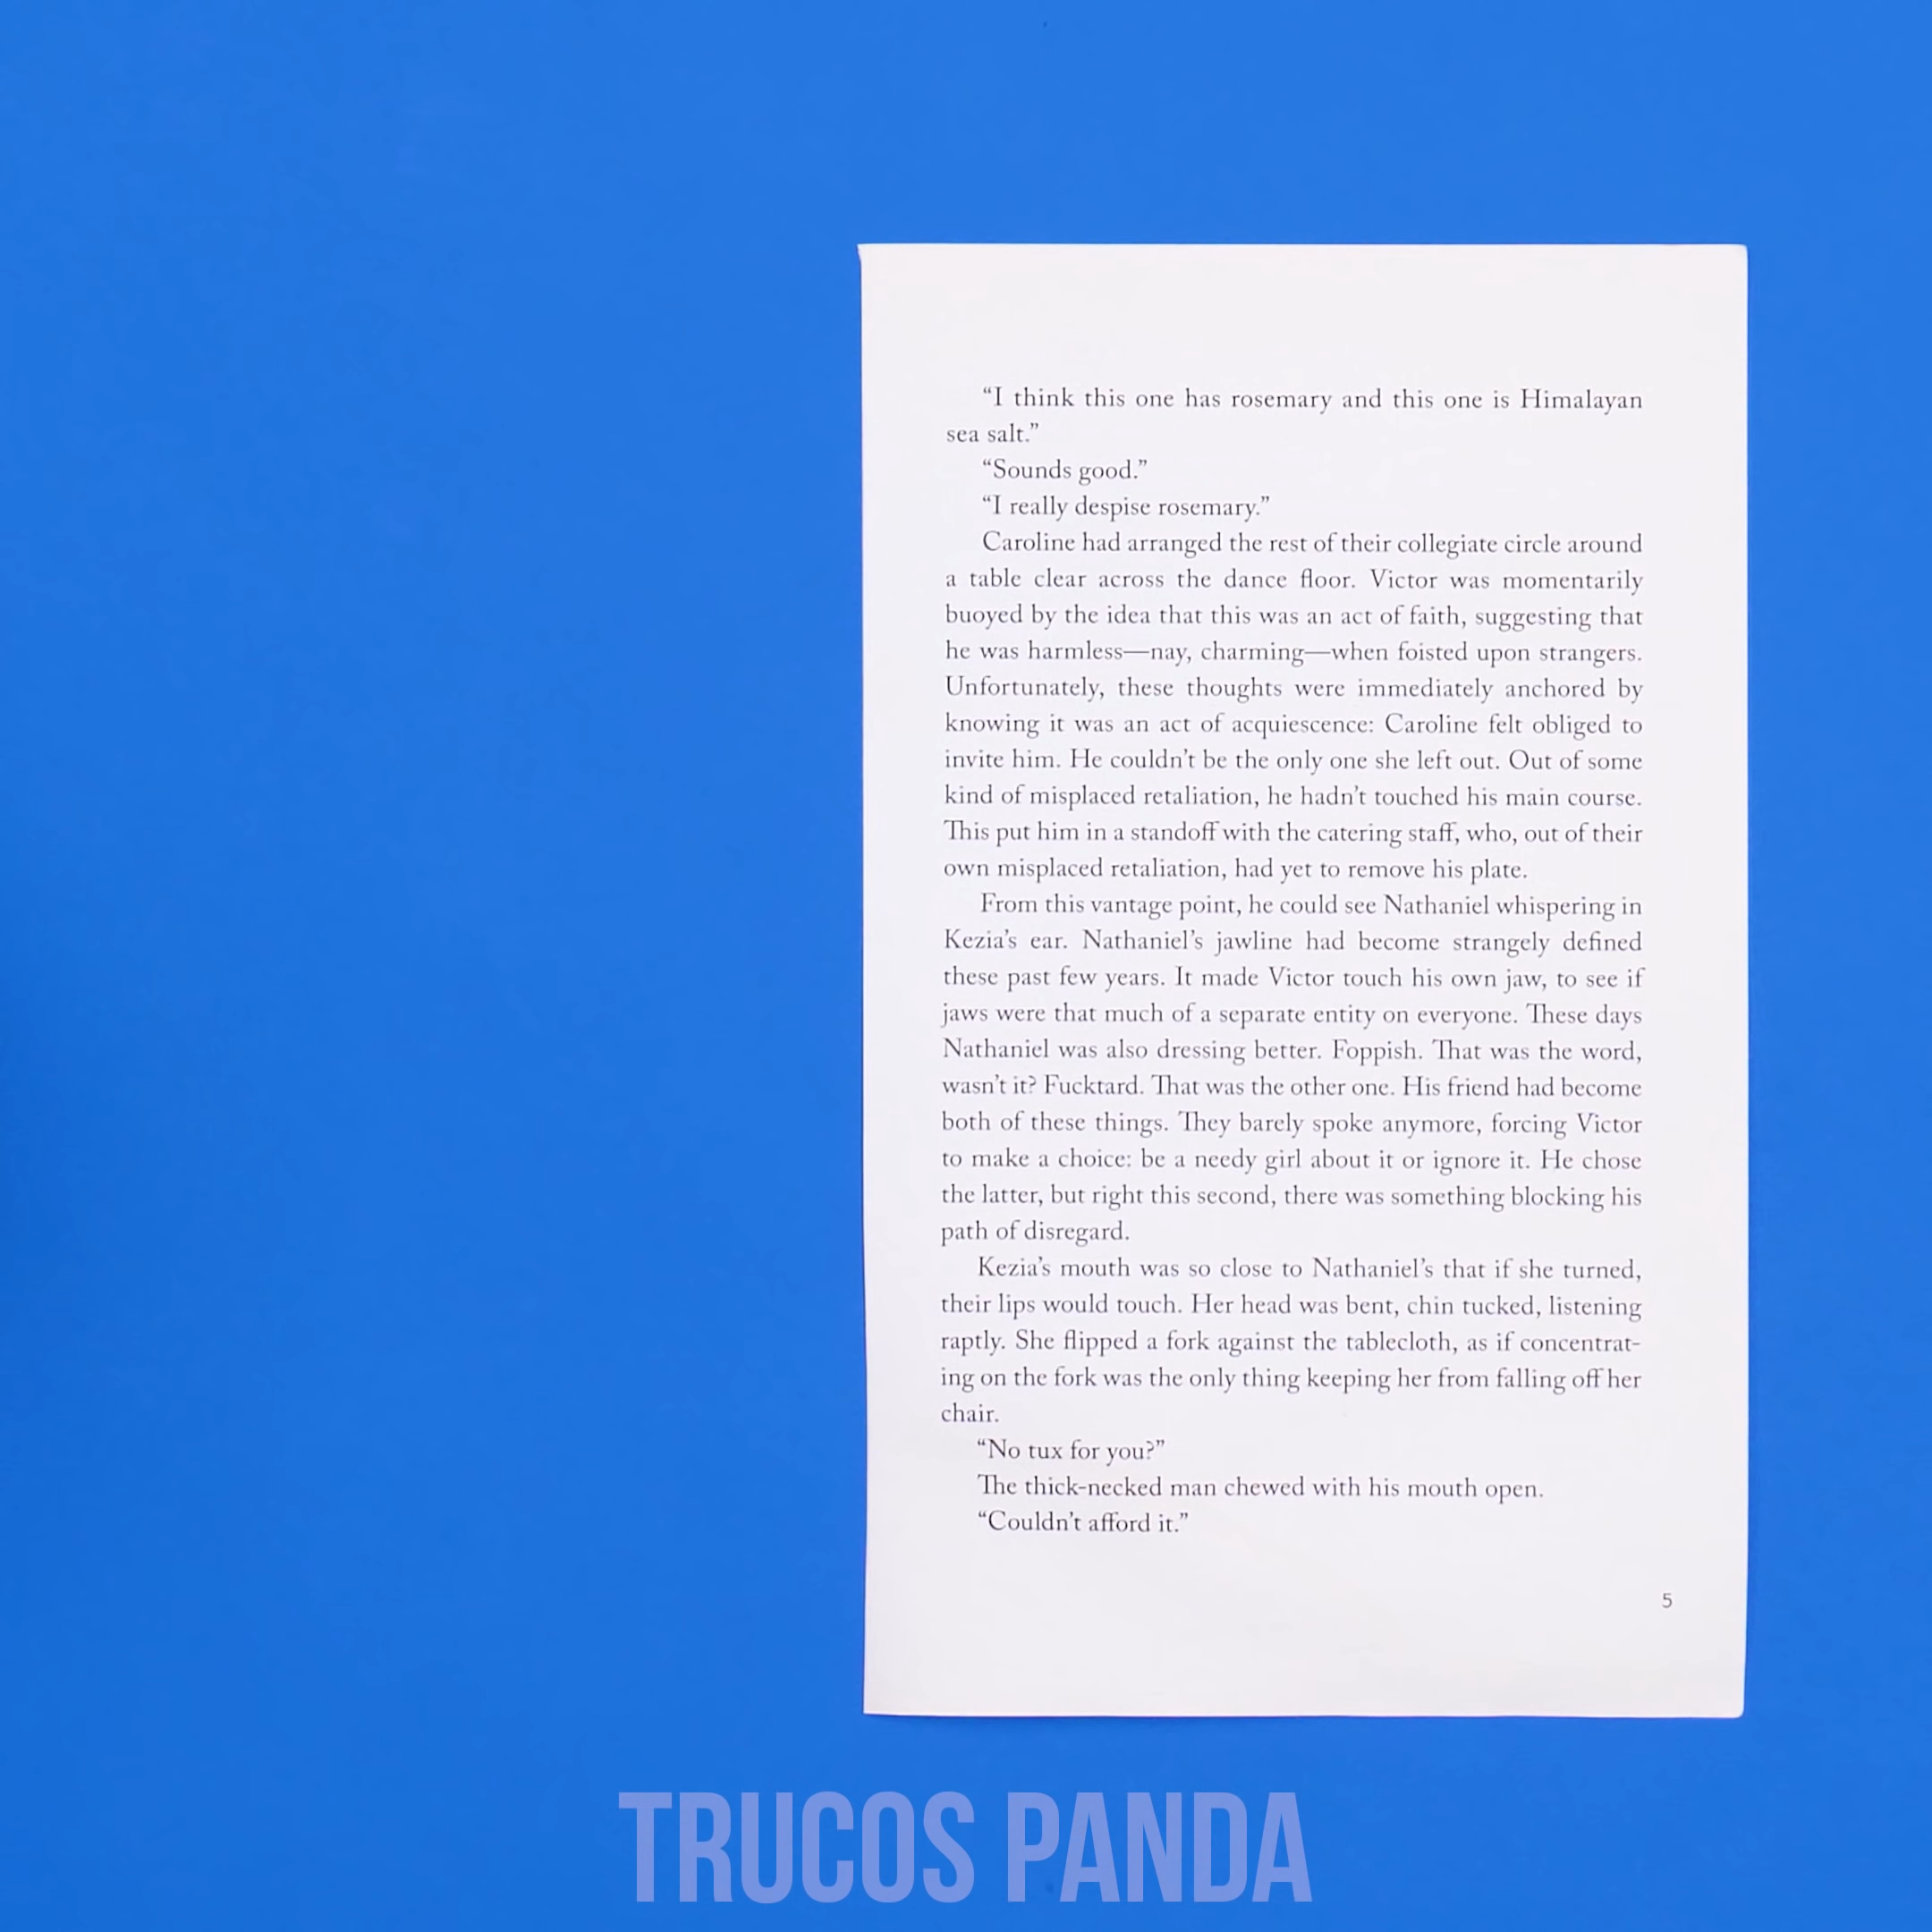 “I think this one has rosemary and this one is Himalayan
sea salt.”
“Sounds good.”
“I really despise rosemary.”
Caroline had arranged the rest of their collegiate circle around
a table clear across the dance floor. Victor was momentarily
buoyed by the idea that this was an act of faith, suggesting that
he was harmless—nay, charming—when foisted upon strangers.
Unfortunately, these thoughts were immediately anchored by
knowing it was an act of acquiescence: Caroline felt obliged to
invite him. He couldn’t be the only one she left out. Out of some
kind of misplaced retaliation, he hadn’t touched his main course.
This put him in a standoff with the catering staff, who, out of their
own misplaced retaliation, had yet to remove his plate.
From this vantage point, he could see Nathaniel whispering in
Kezia’s ear. Nathaniel’s jawline had become strangely defined
these past few years. It made Victor touch his own jaw, to see if
jaws were that much of a separate entity on everyone. These days
Nathaniel was also dressing better. Foppish. That was the word,
wasn’t it? Fucktard. That was the other one. His friend had become
both of these things. They barely spoke anymore, forcing Victor
to make a choice: be a needy girl about it or ignore it. He chose
the latter, but right this second, there was something blocking his
path of disregard.
Kezia’s mouth was so close to Nathaniel’s that if she turned,
their lips would touch. Her head was bent, chin tucked, listening
raptly. She flipped a fork against the tablecloth, as if concentrat-
ing on the fork was the only thing keeping her from falling off her
chair.
“No tux for you?”
The thick-necked man chewed with his mouth open.
“Couldn’t afford it.”
5
TRUCOS PANDA